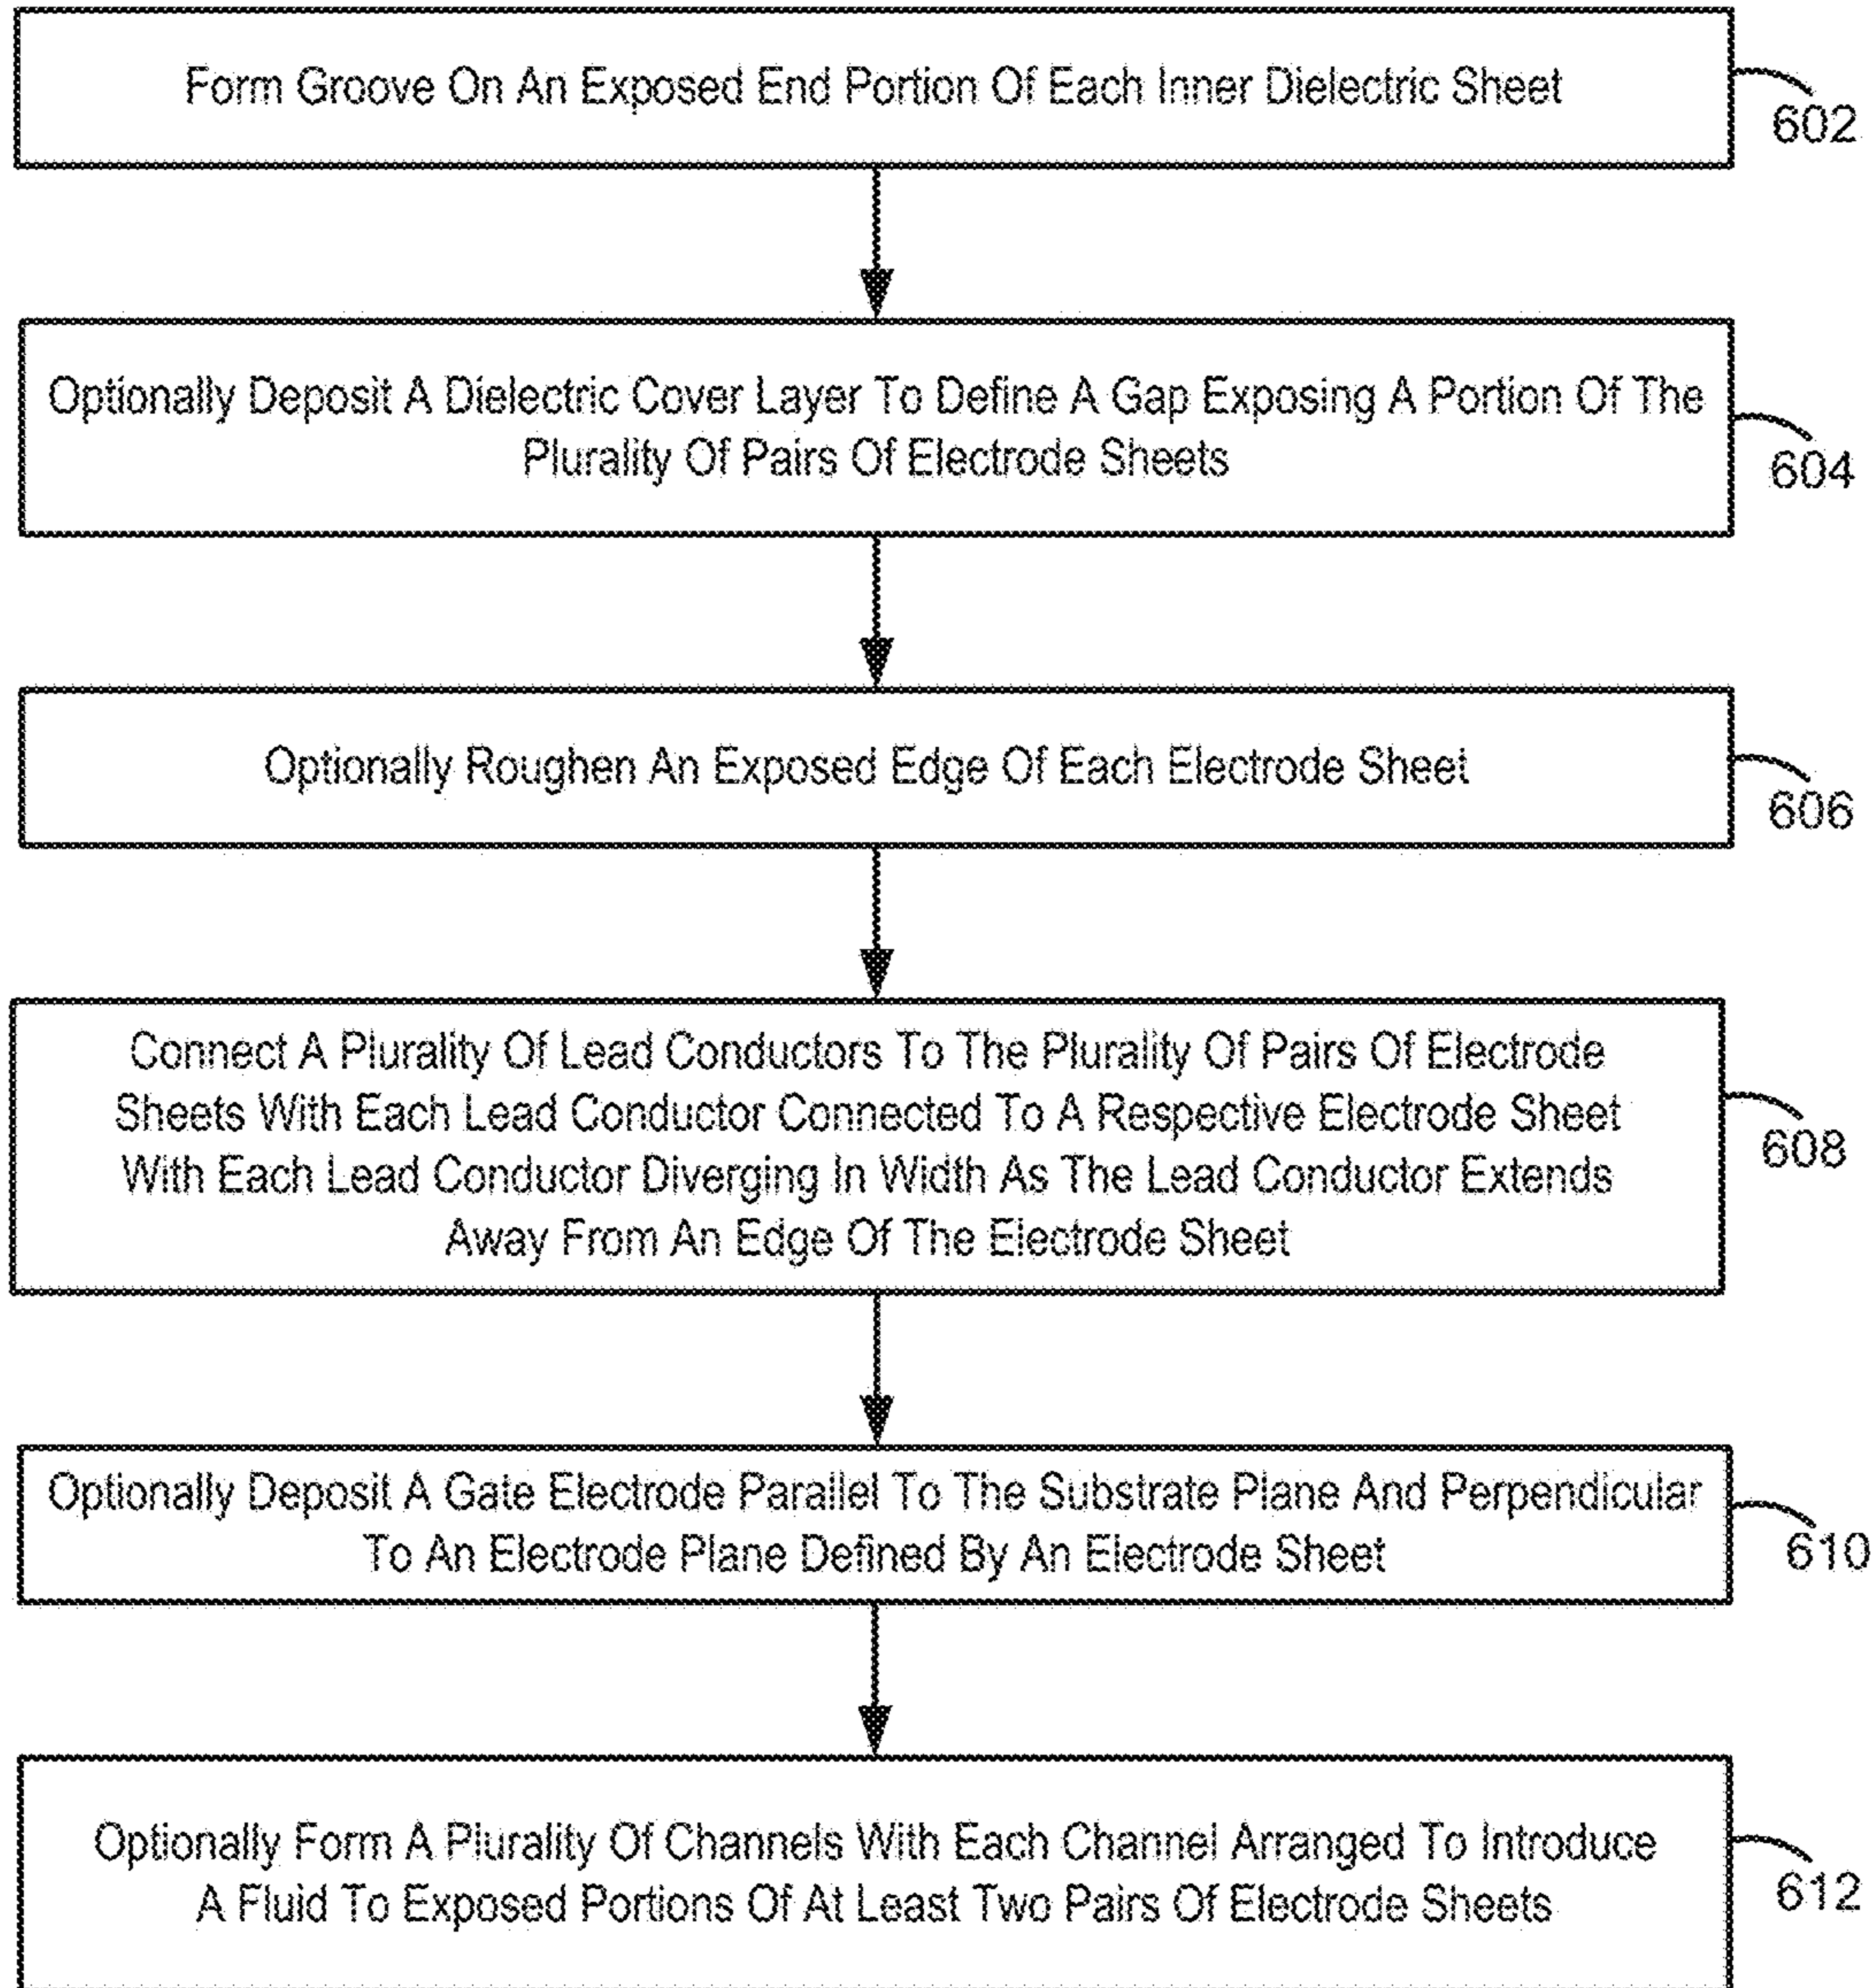 Form Groove On An Exposed End Portion Of Each Inner Dielectric Sheet
602
Optionally Deposit A Dielectric Cover Layer To Define A Gap Exposing A Portion Of The
Plurality Of Pairs Of Electrode Sheets
604
Optionally Roughen An Exposed Edge Of Each Electrode Sheet
606
Connect A Plurality Of Lead Conductors To The Plurality Of Pairs Of Electrode
Sheets With Each Lead Conductor Connected To A Respective Electrode Sheet
With Each Lead Conductor Diverging In Width As The Lead Conductor Extends
Away From An Edge Of The Electrode Sheet
608
Optionally Deposit A Gate Electrode Parallel To The Substrate Plane And Perpendicular
To An Electrode Plane Defined By An Electrode Sheet
610
Optionally Form A Plurality Of Channels With Each Channel Arranged To Introduce
A Fluid To Exposed Portions Of At Least Two Pairs Of Electrode Sheets
612